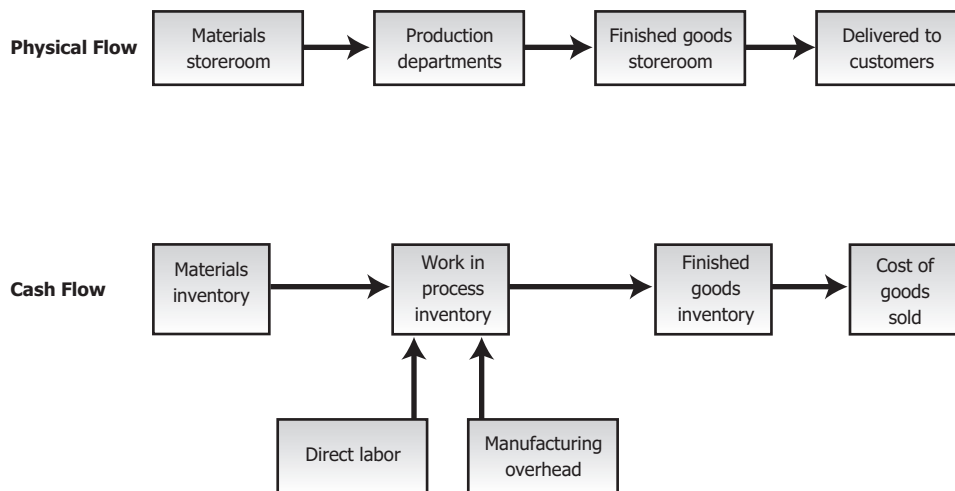 Physical Flow
Materials
storeroom
Production
departments
Finished goods
storeroom
Delivered to
customers
Cash Flow
Materials
inventory
Work in
process
inventory
Finished
goods
inventory
Cost of
goods
sold
Direct labor
Manufacturing
overhead